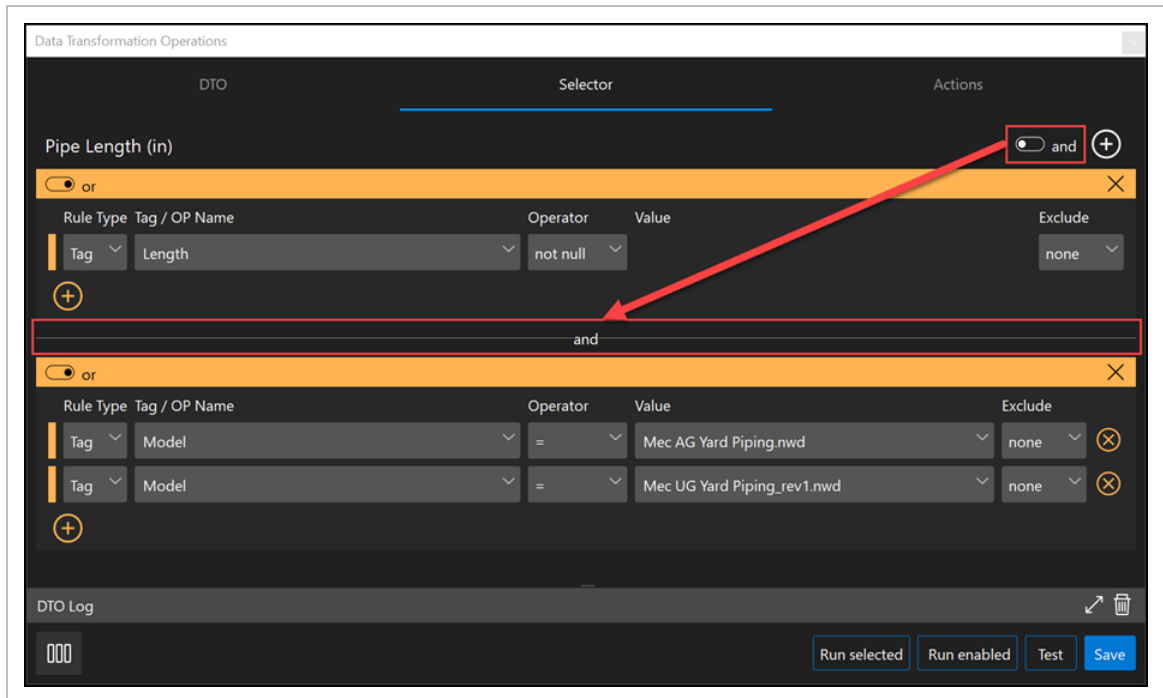 Data Transformation Operations
DTO Selector Actions
Pipe Length (in) and
or
Rule Type Tag / OP Name Operator Value Exclude
Tag Length not null none
and
or
Rule Type Tag / OP Name Operator Value Exclude
Tag Model = Mec AG Yard Piping.nwd none
Tag Model = Mec UG Yard Piping_rev1.nwd none
DTO Log
Run selected Run enabled Test Save